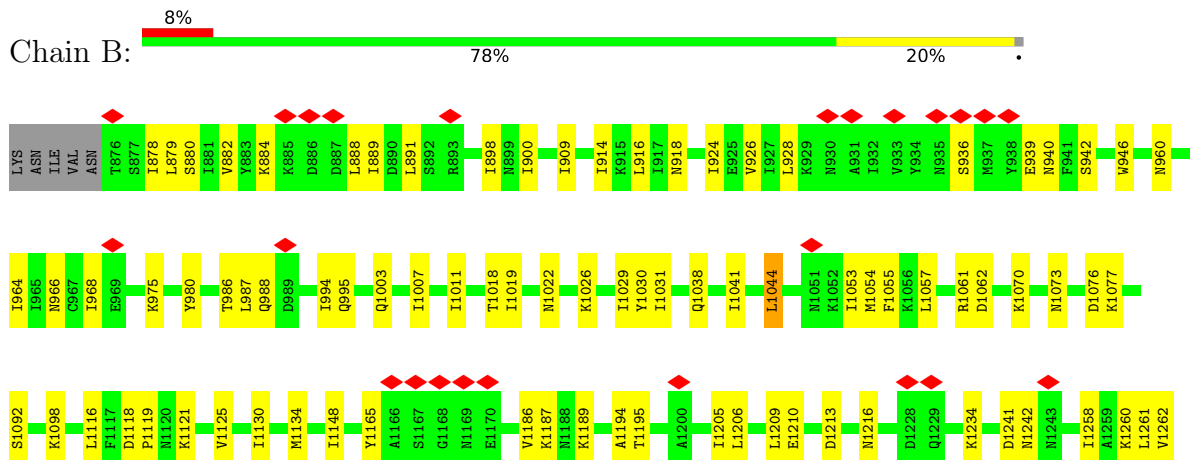 8%
Chain B:
78% 20% •
LYS ASN ILE VAL ASN T876 S877 I878 L879 S880 I881 V882 Y883 K884 K885 D886 D887 L888 I889 D890 L891 S892 R893 I898 N899 I900 I909 I914 K915 L916 I917 N918 I924 E925 V926 I927 L928 K929 N930 A931 I932 V933 Y934 N935 S936 M937 Y938 E939 N940 F941 S942 W946 N960
I964 I965 N966 C967 I968 E969 K975 Y980 T986 L987 Q988 D989 I994 Q995 Q1003 I1007 I1011 T1018 I1019 N1022 K1026 I1029 Y1030 I1031 Q1038 I1041 L1044 N1051 K1052 I1053 M1054 F1055 K1056 L1057 R1061 D1062 K1070 N1073 D1076 K1077
S1092 K1098 L1116 F1117 D1118 P1119 N1120 K1121 V1125 I1130 M1134 I1148 Y1165 A1166 S1167 G1168 N1169 E1170 V1186 K1187 N1188 K1189 A1194 T1195 A1200 I1205 L1206 L1209 E1210 D1213 N1216 D1228 Q1229 K1234 D1241 N1242 N1243 I1258 A1259 K1260 L1261 V1262